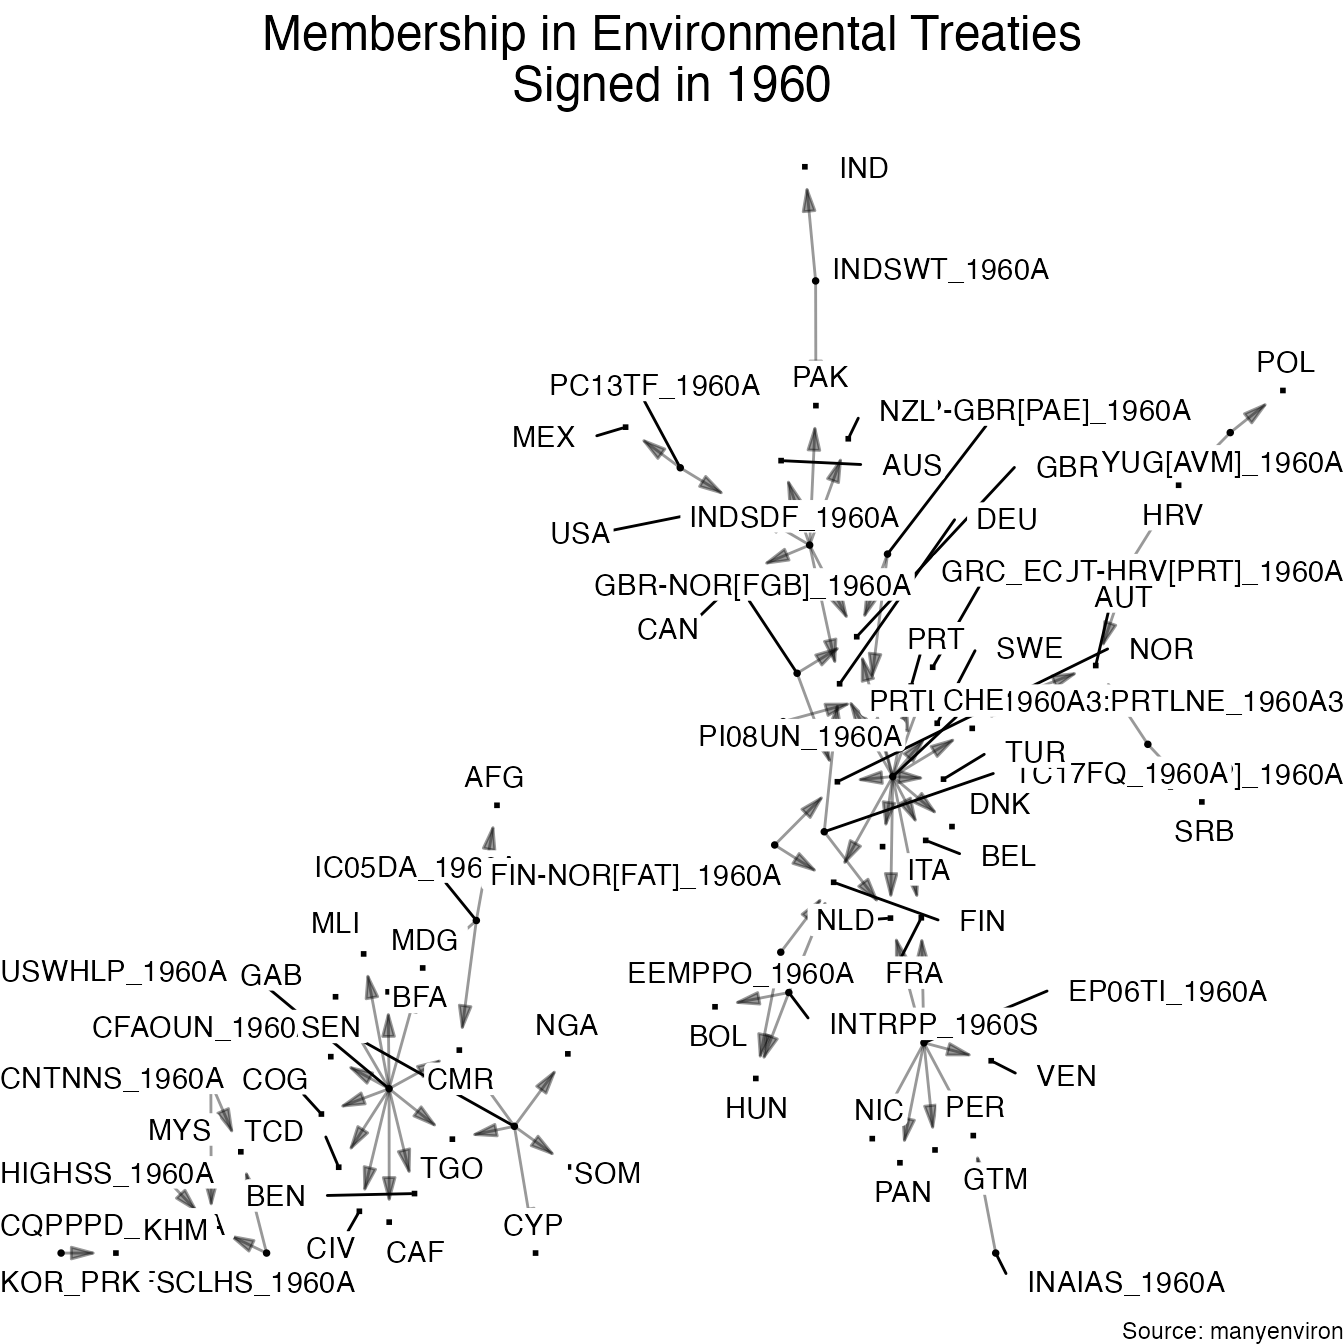 Membership in Environmental Treaties
Signed in 1960
IND
INDSWT_1960A
POL
PAK
PC13TF_1960A
NZL
-GBR[PAE]_1960A
MEX
AUS
GBR
YUG[AVM]_1960A
HRV
INDSDF_1960A
DEU
USA
GRC_EC
JT-HRV[PRT]_1960A
GBR-NOR[FGB]_1960A
AUT
CAN
PRT
SWE
NOR
PRTL
CHE
1960A3:PRTLNE_1960A3
PI08UN_1960A
TUR
17FQ_1960A
]_1960A
AFG
DNK
SRB
BEL
IC05DA_196
FIN-NOR[FAT]_1960A
ITA
MLI
NLD
FIN
MDG
USWHLP_1960A
GAB
EEMPPO_1960A
FRA
BFA
EP06TI_1960A
CFAOUN_1960
SEN
NGA
BOL
INTRPP_1960S
CNTNNS_1960A
COG
CMR
VEN
HUN
NIC
PER
MYS
TCD
HIGHSS_1960A
TGO
SOM
GTM
BEN
PAN
CQPPPD_
KHM
CYP
CIV
CAF
KOR_PRK
FSCLHS_1960A
INAIAS_1960A
Source: manyenviron